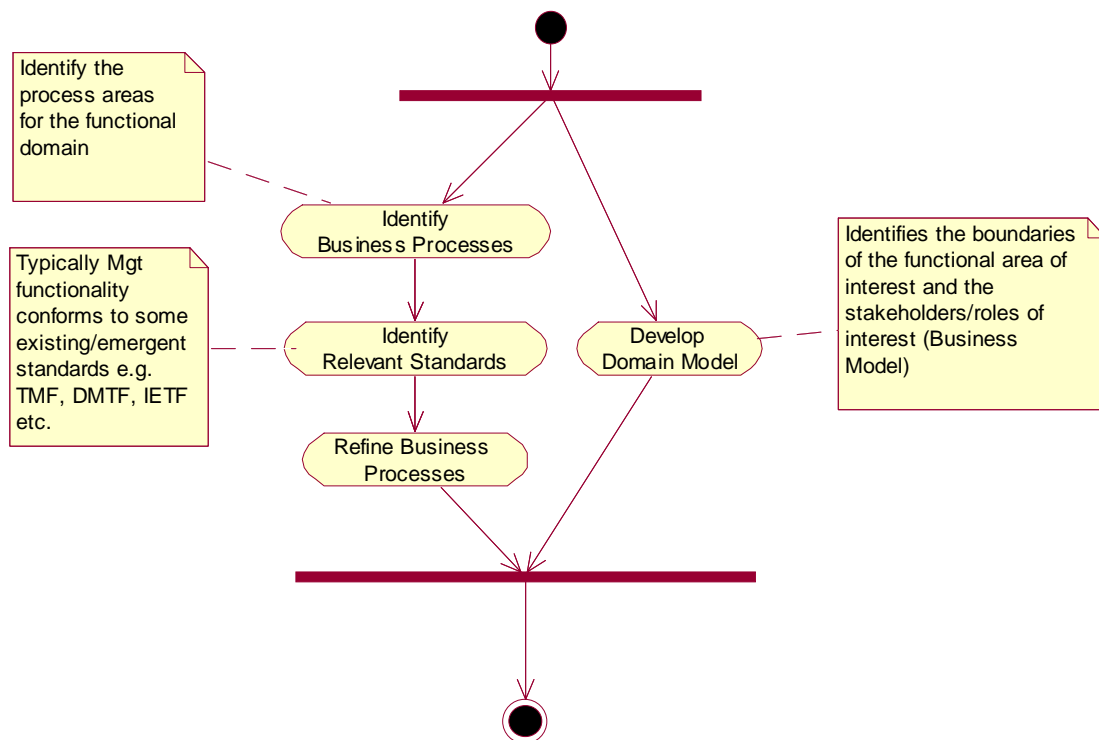 Identify the
process areas
for the functional
domain
Identify
Business Processes
Typically Mgt
functionality
conforms to some
existing/emergent
standards e.g.
TMF, DMTF, IETF
etc.
Identify
Relevant Standards
Refine Business
Processes
Develop
Domain Model
Identifies the boundaries
of the functional area of
interest and the
stakeholders/roles of
interest (Business
Model)